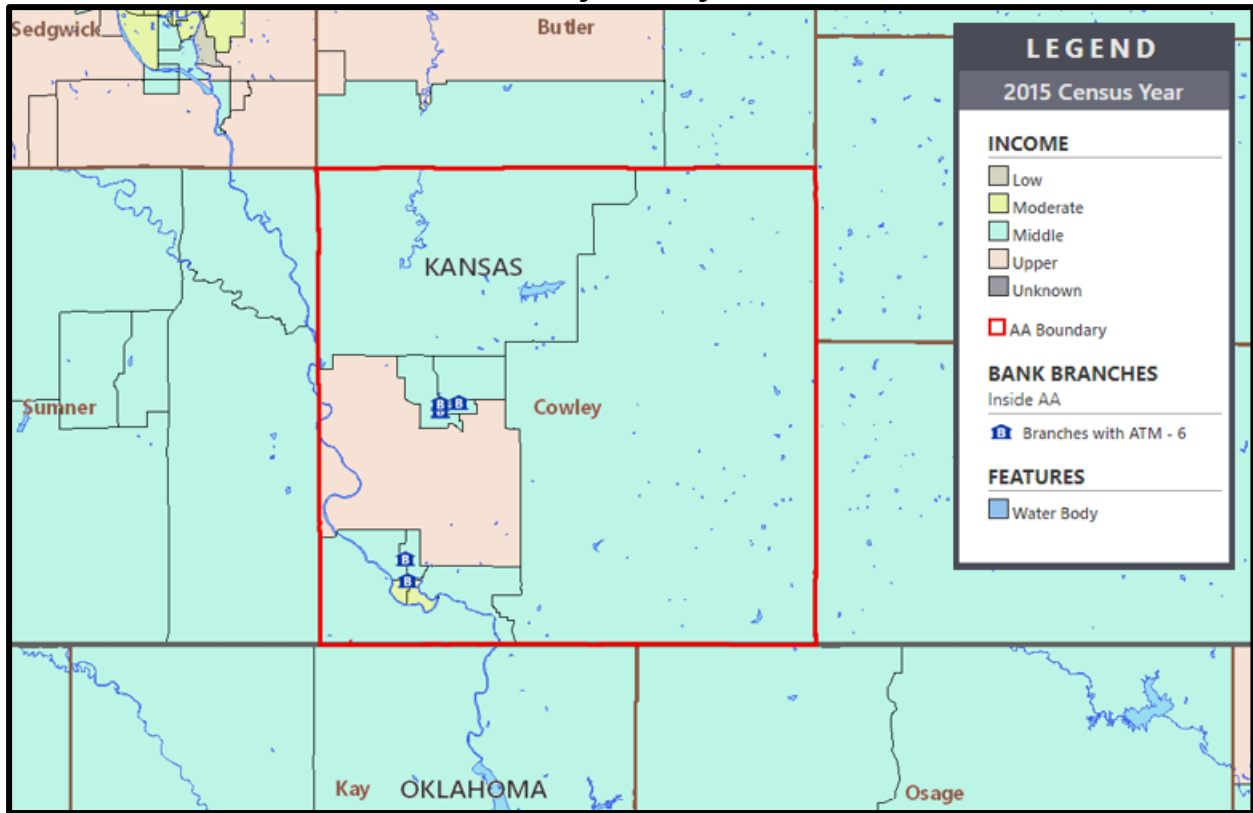 Sedgwick
Butler
KANSAS
Sumner
Cowley
Kay
OKLAHOMA
Osage
LEGEND
2015 Census Year
INCOME
Low
Moderate
Middle
Upper
Unknown
AA Boundary
BANK BRANCHES
Inside AA
B Branches with ATM - 6
FEATURES
Water Body
B B
B
B
B